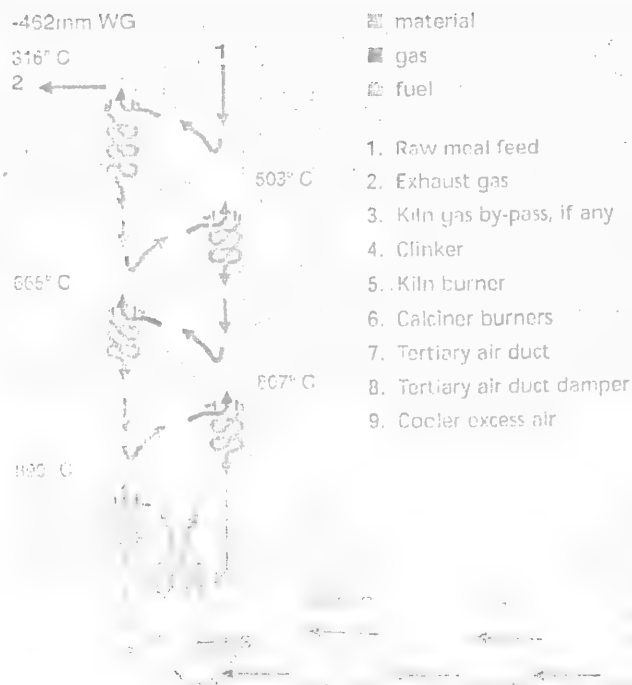 -462mm WG
316° C
2
1
503° C
807° C
material
gas
fuel
1. Raw meal feed
2. Exhaust gas
3. Kiln gas by-pass, if any
4. Clinker
5. Kiln burner
6. Calciner burners
7. Tertiary air duct
8. Tertiary air duct damper
9. Cooler excess air